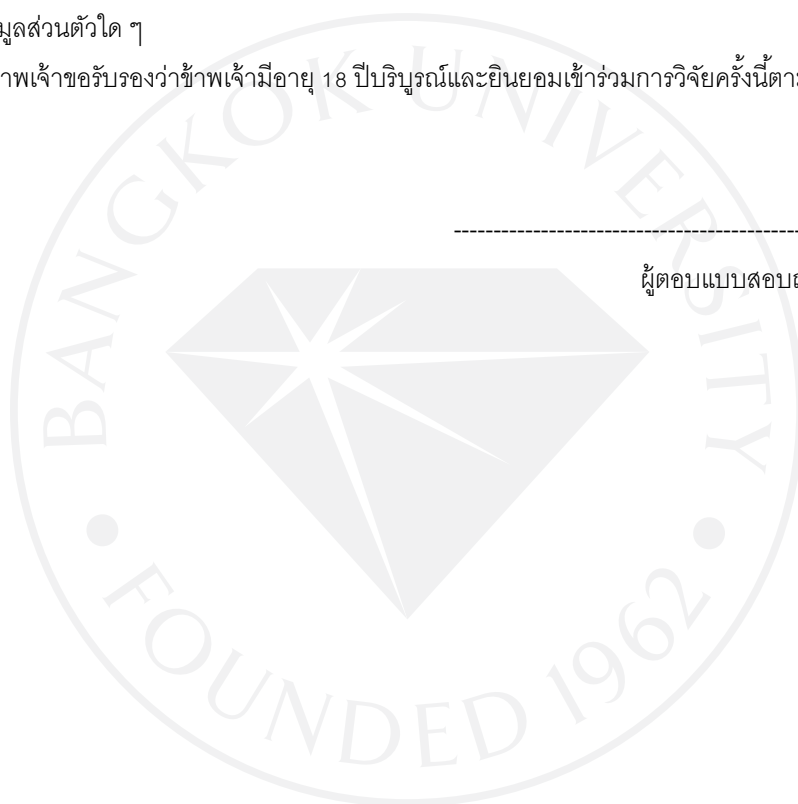 มูลส่วนตัวใด ๆ
าพเจ้าขอรับรองว่าข้าพเจ้ามีอายุ 18 ปีบริบูรณ์และยินยอมเข้าร่วมการวิจัยครั้งนี้ตา
--------------------------------------------
ผู้ตอบแบบสอบ
BANGKOK UNIVERSITY
FOUNDED 1962